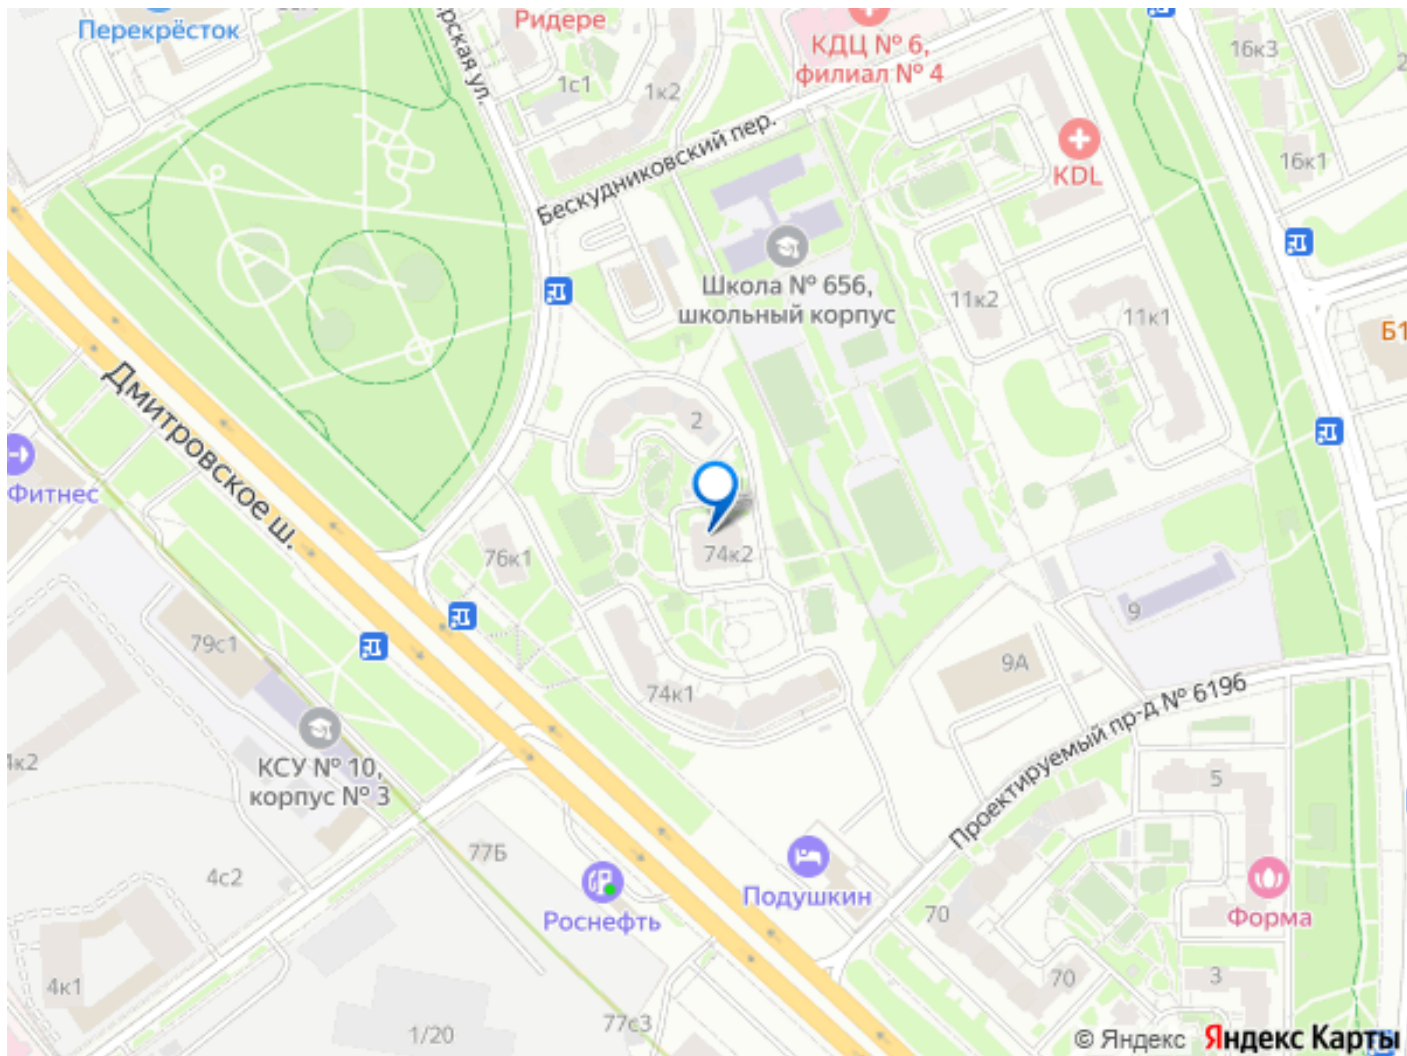 Перекрёсток
Ридере
КДЦ № 6,
филиал № 4
16к3
1с1
1к2
Бескудниковский пер.
KDL
16к1
Школа № 656,
школьный корпус
11к2
11к1
Б1
2
Дмитровское ш.
Фитнес
76к1
74к2
9
79с1
9А
74к1
Проектируемый пр-д № 6196
КСУ № 10,
корпус № 3
5
77Б
4с2
Подушкин
Роснефть
70
Форма
4к1
70
3
77с3
1/20
© Яндекс Яндекс Карты